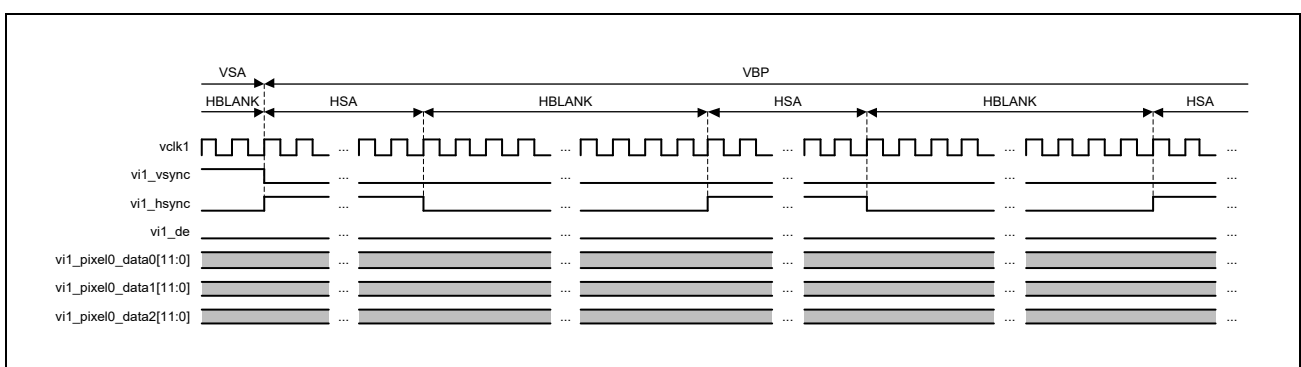 VSA VBP
HBLANK HSA HBLANK HSA HBLANK HSA
vclk1 ... ... ... ... ...
vi1_vsync ... ... ... ... ...
vi1_hsync ... ... ... ... ...
vi1_de ... ... ... ... ...
vi1_pixel0_data0[11:0] ... ... ... ... ...
vi1_pixel0_data1[11:0] ... ... ... ... ...
vi1_pixel0_data2[11:0] ... ... ... ... ...